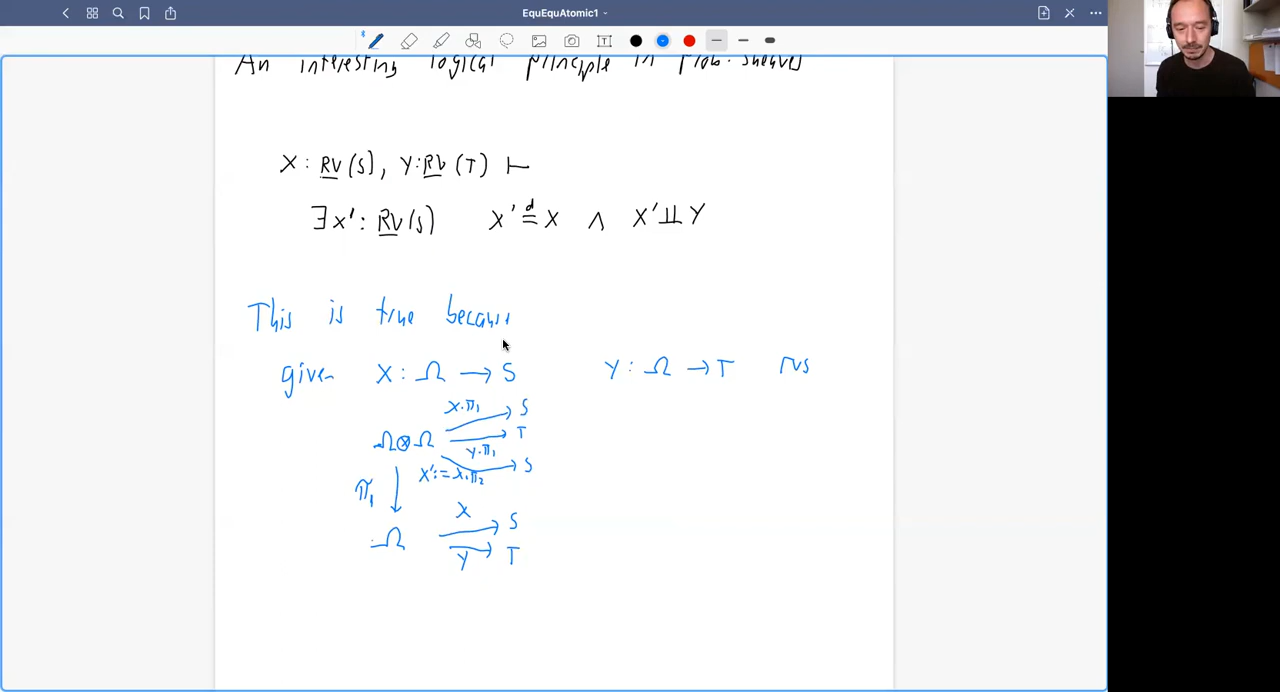 EquEquAtomic1
An interesting logical principle in prob. sheaves
X : RV(S), Y : RV(T) ⊢
∃X' : RV(S) X' =ᵈ X ∧ X' ⫫ Y
This is true because
given X : Ω → S Y : Ω → T rvs
X·π₁ S
Ω⊗Ω T
Y·π₁
X' := X·π₂ S
π₁
X S
Ω
Y T